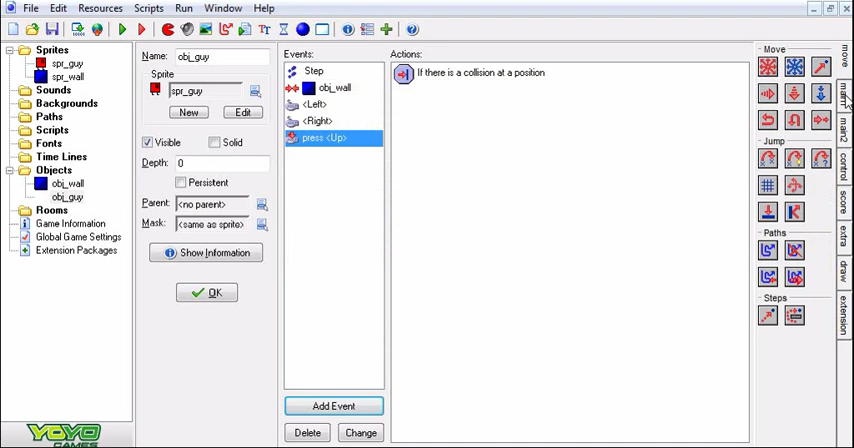 File Edit Resources Scripts Run Window Help
Sprites
spr_guy
spr_wall
Sounds
Backgrounds
Paths
Scripts
Fonts
Time Lines
Objects
obj_wall
obj_guy
Rooms
Game Information
Global Game Settings
Extension Packages
YOYO
GAMES
Name: obj_guy
Sprite
spr_guy
New Edit
Visible Solid
Depth: 0
Persistent
Parent: <no parent>
Mask: <same as sprite>
Show Information
OK
Events:
Step
obj_wall
<Left>
<Right>
press <Up>
Add Event
Delete Change
Actions:
If there is a collision at a position
Move
Jump
Paths
Steps
move
main1
main2
control
score
extra
draw
extension